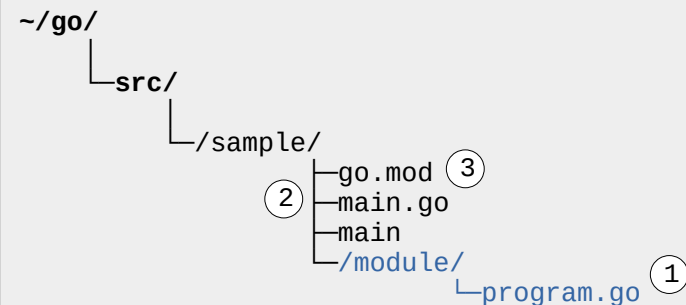 ~/go/
src/
/sample/
go.mod 3
2 main.go
main
/module/
program.go 1